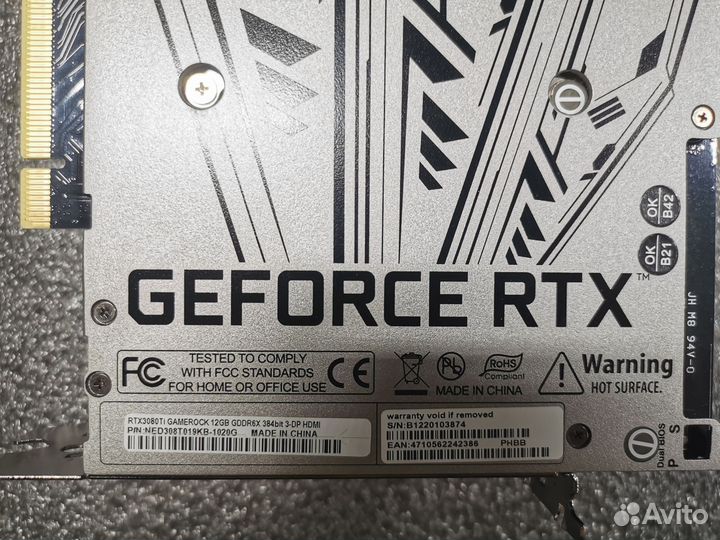 OK
B42
OK
B21
GEFORCE RTX™
JH M8 94V-0
FC
TESTED TO COMPLY
WITH FCC STANDARDS
FOR HOME OR OFFICE USE
CE
RoHS
Compliant
MADE IN CHINA
Warning
HOT SURFACE.
RTX3080Ti GAMEROCK 12GB GDDR6X 384bit 3-DP HDMI
P/N:NED308T019KB-1020G MADE IN CHINA
warranty void if removed
S/N:B1220103874
EAN:4710562242386 PHBB
Dual BIOS
P S
Avito